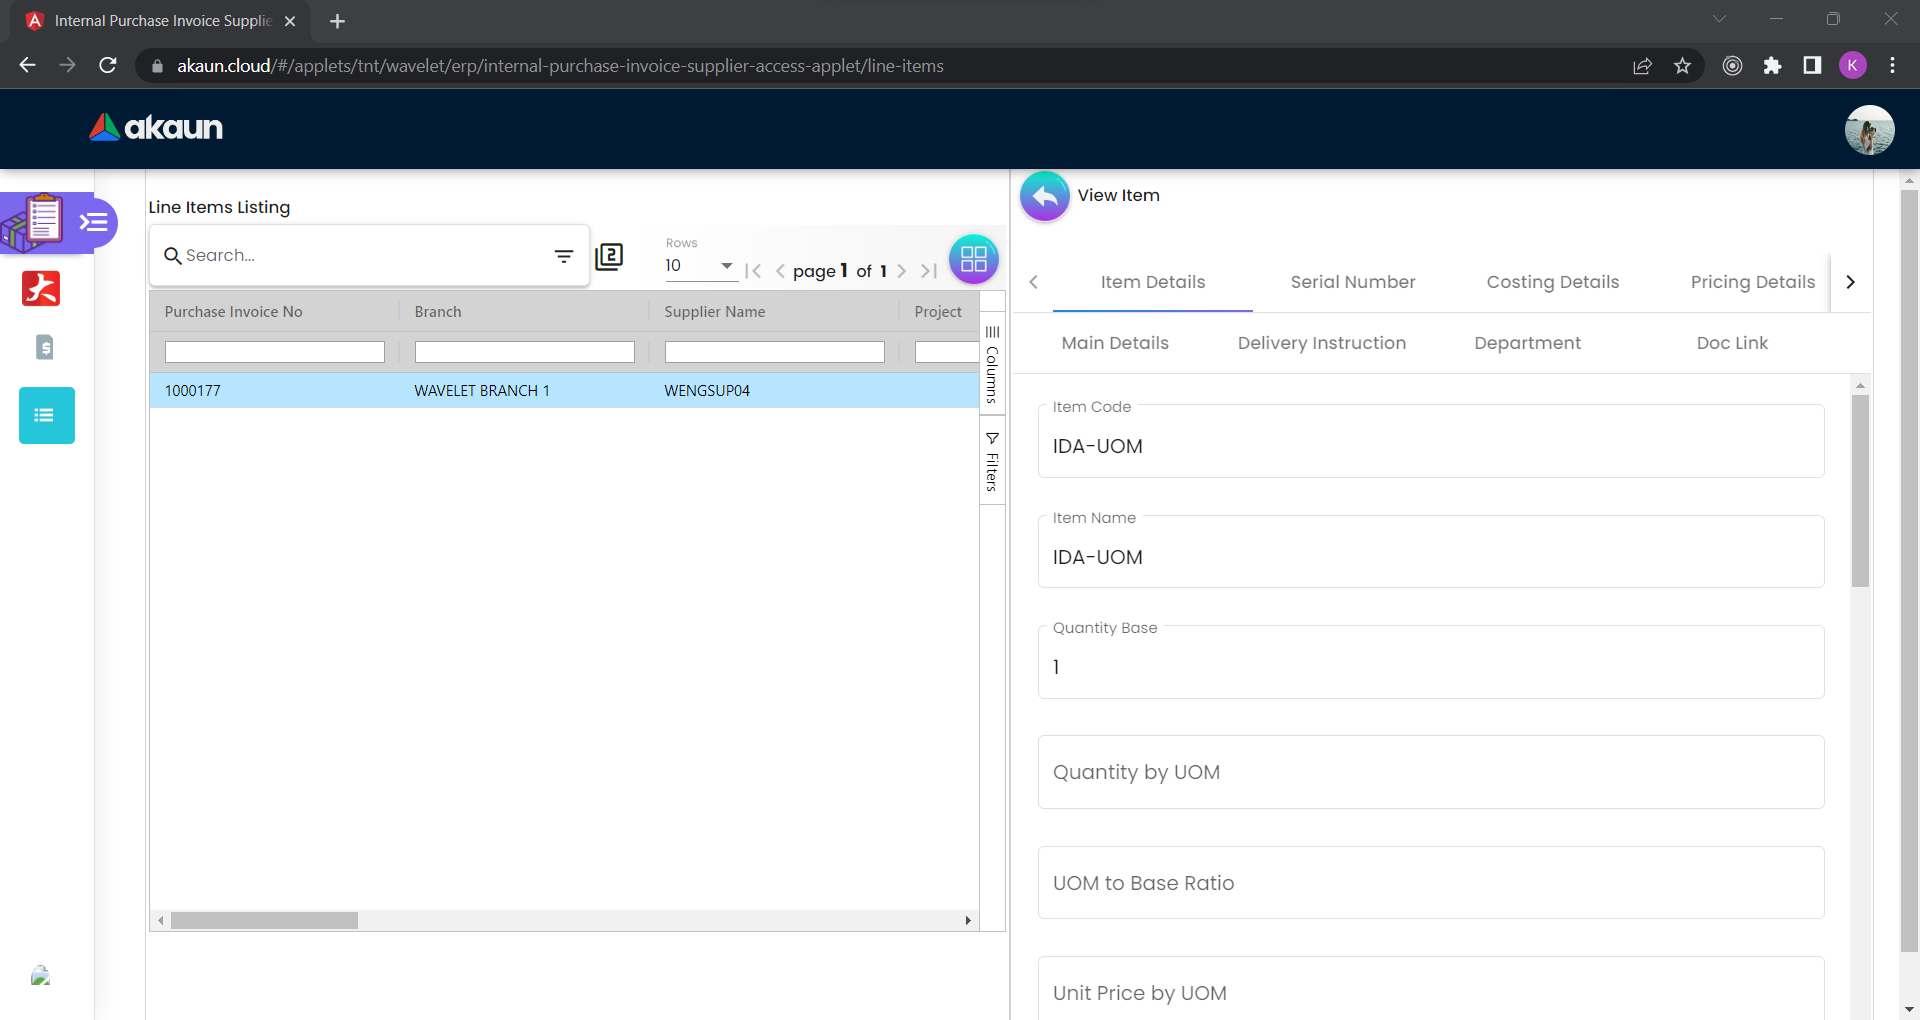 Internal Purchase Invoice Supplie
akaun.cloud/#/applets/tnt/wavelet/erp/internal-purchase-invoice-supplier-access-applet/line-items
K
akaun
Line Items Listing
Search...
2
Rows
10
page 1 of 1
Purchase Invoice No
Branch
Supplier Name
Project
1000177
WAVELET BRANCH 1
WENGSUP04
Columns
Filters
View Item
Item Details
Serial Number
Costing Details
Pricing Details
Main Details
Delivery Instruction
Department
Doc Link
Item Code
IDA-UOM
Item Name
IDA-UOM
Quantity Base
1
Quantity by UOM
UOM to Base Ratio
Unit Price by UOM